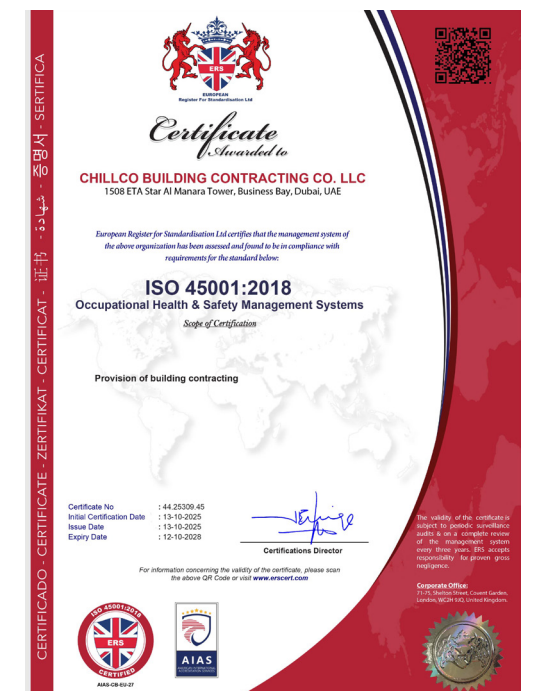 ERS
EUROPEAN
Register For Standardisation Ltd
Certificate
Awarded to
CHILLCO BUILDING CONTRACTING CO. LLC
1508 ETA Star Al Manara Tower, Business Bay, Dubai, UAE
European Register for Standardisation Ltd certifies that the management system of
the above organization has been assessed and found to be in compliance with
requirements for the standard below:
ISO 45001:2018
Occupational Health & Safety Management Systems
Scope of Certification
Provision of building contracting
Certificate No : 44.25309.45
Initial Certification Date : 13-10-2025
Issue Date : 13-10-2025
Expiry Date : 12-10-2028
Certifications Director
For information concerning the validity of the certificate, please scan
the above QR Code or visit www.erscert.com
The validity of the certificate is
subject to periodic surveillance
audits & on a complete review
of the management system
every three years. ERS accepts
responsibility for proven gross
negligence.
Corporate Office:
71-75, Shelton Street, Covent Garden,
London, WC2H 9JQ, United Kingdom.
ISO 45001:2018
ERS
CERTIFIED
AIAS-CB-EU-27
AIAS
CERTIFICADO - CERTIFICATE - ZERTIFIKAT - CERTIFICAT - 证书 - شهادة - 증명서 - SERTIFICA